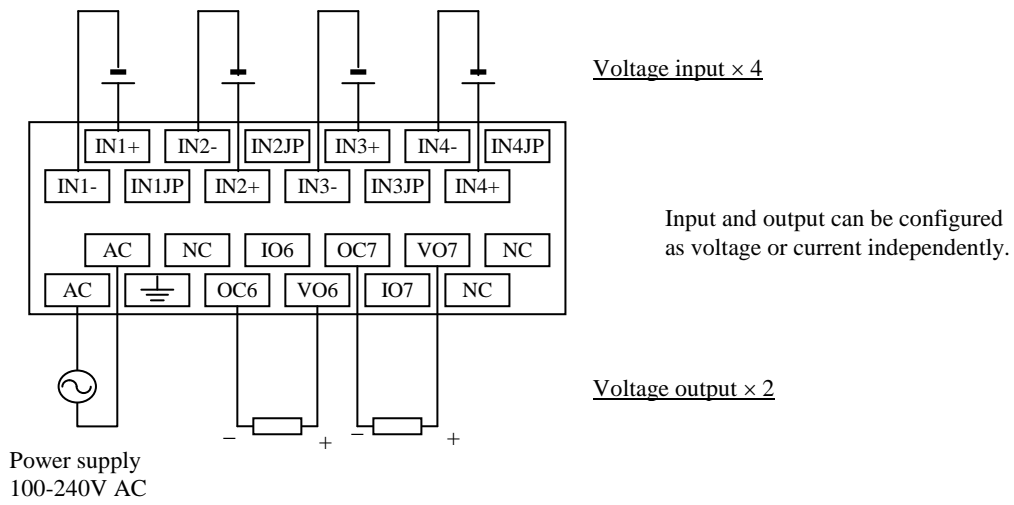 Voltage input × 4
IN1+ IN2- IN2JP IN3+ IN4- IN4JP
IN1- IN1JP IN2+ IN3- IN3JP IN4+
Input and output can be configured
as voltage or current independently.
AC NC IO6 OC7 VO7 NC
AC OC6 VO6 IO7 NC
Voltage output × 2
− + − +
Power supply
100-240V AC